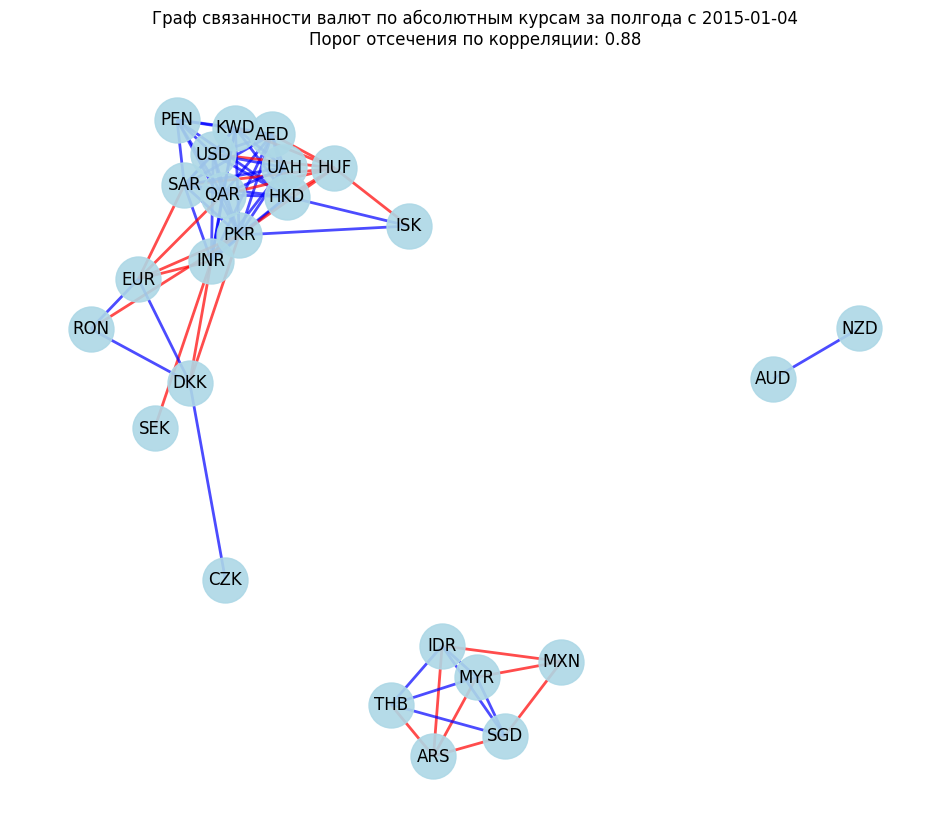 Граф связанности валют по абсолютным курсам за полгода с 2015-01-04
Порог отсечения по корреляции: 0.88
PEN
KWD
AED
USD
UAH
HUF
SAR
QAR
HKD
ISK
PKR
INR
EUR
RON
NZD
AUD
DKK
SEK
CZK
IDR
MXN
MYR
THB
SGD
ARS